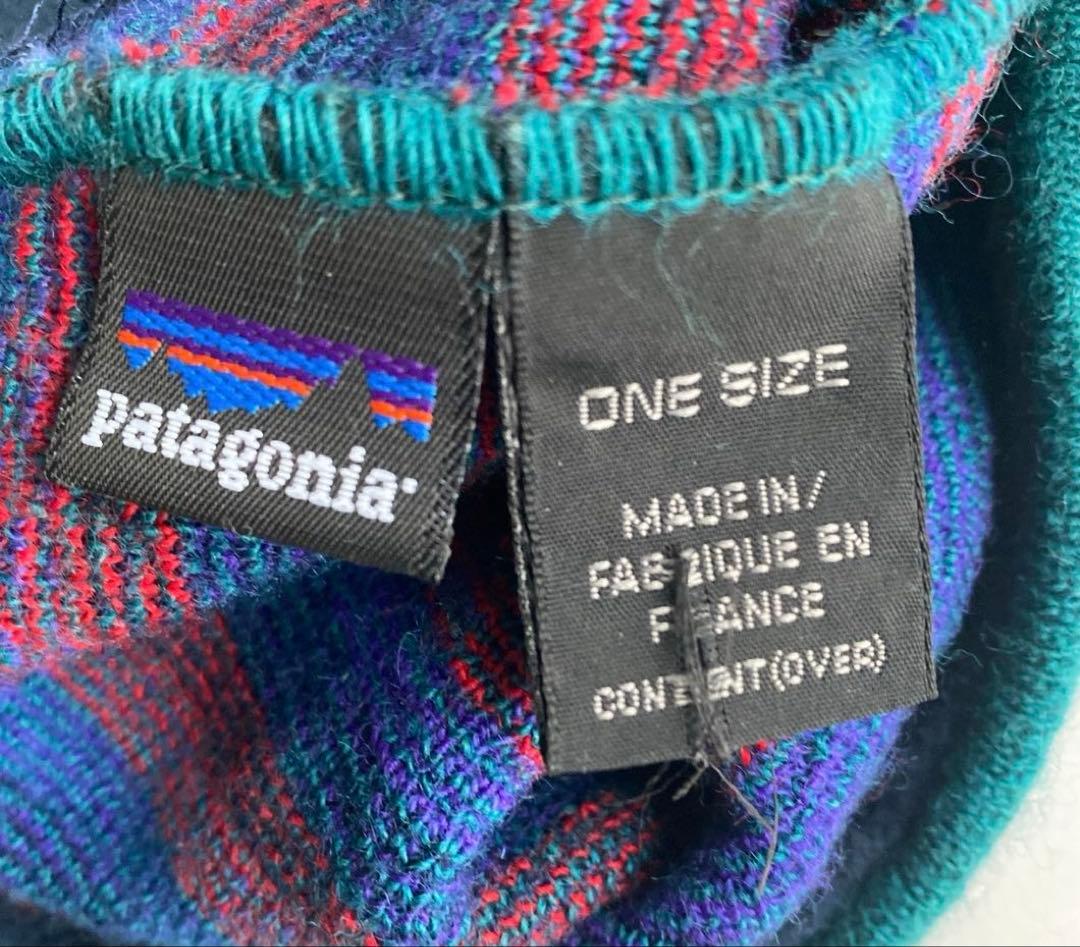 patagonia
ONE SIZE
MADE IN/
FABRIQUE EN
FRANCE
CONTENT(OVER)